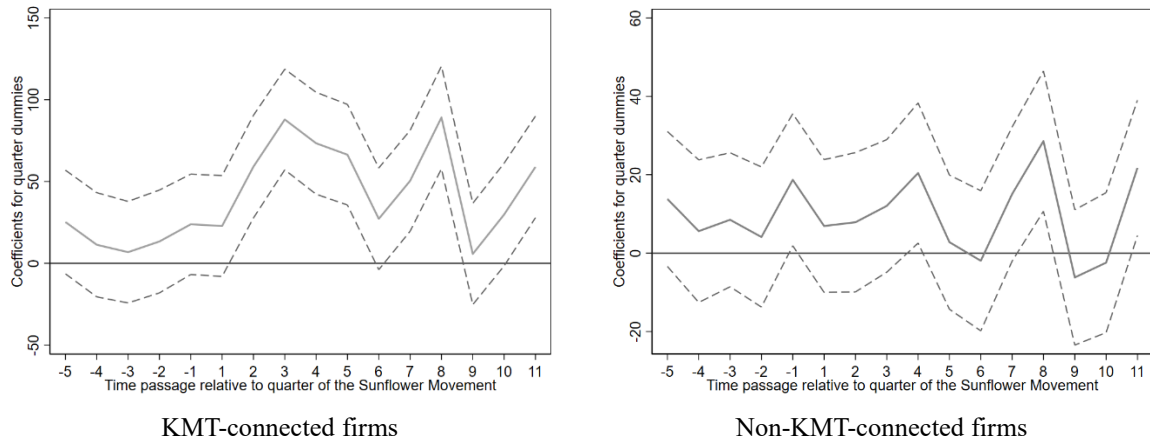 Coefficients for quarter dummies
150
100
50
0
-50
-5 -4 -3 -2 -1 1 2 3 4 5 6 7 8 9 10 11
Time passage relative to quarter of the Sunflower Movement
KMT-connected firms
Coefficients for quarter dummies
60
40
20
0
-20
-5 -4 -3 -2 -1 1 2 3 4 5 6 7 8 9 10 11
Time passage relative to quarter of the Sunflower Movement
Non-KMT-connected firms